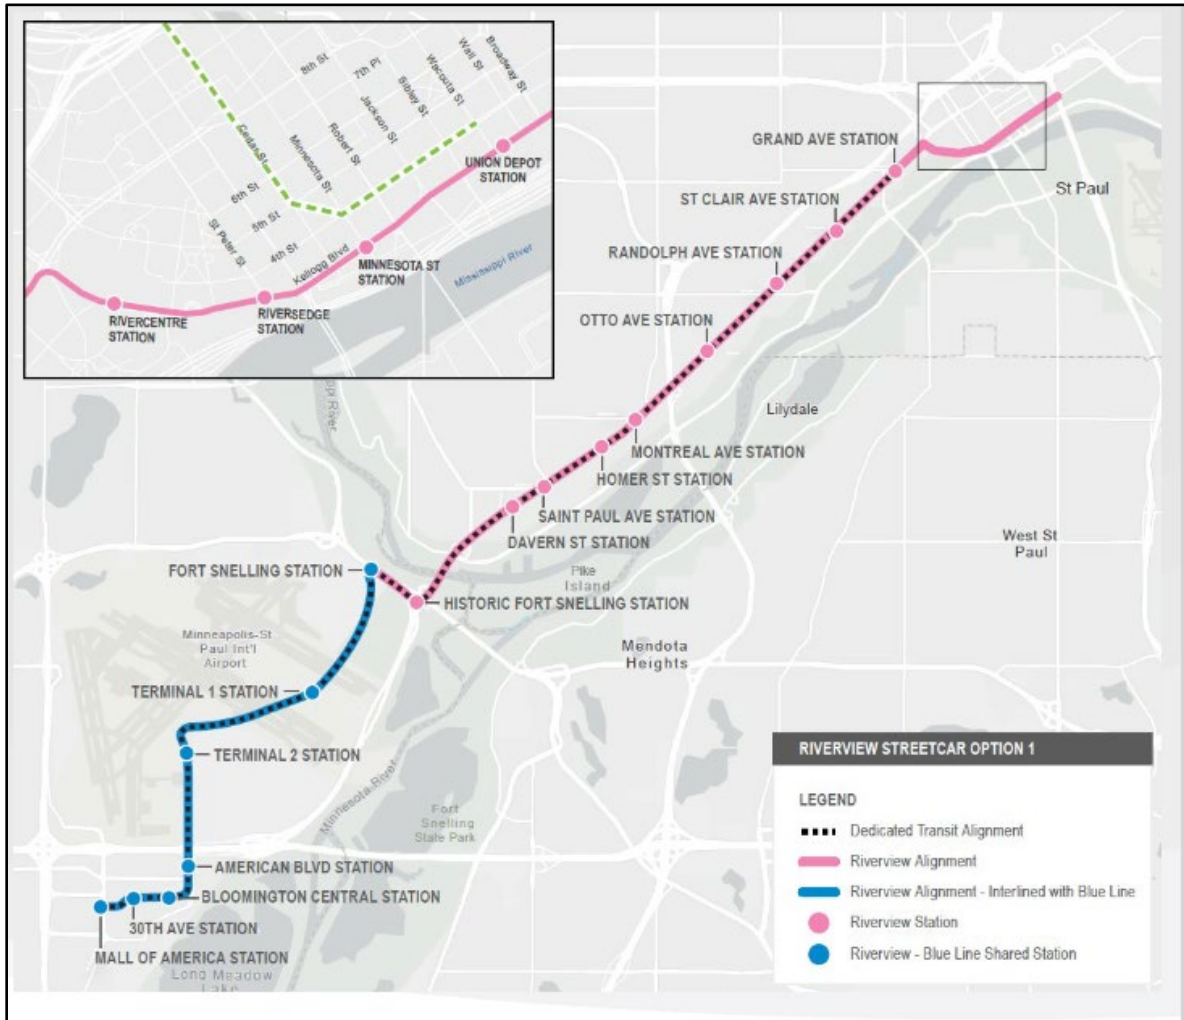 8th St
7th Pl
Wall St
Broadway St
Wacouta St
Sibley St
Jackson St
Robert St
Minnesota St
Cedar St
6th St
5th St
4th St
St Peter St
Kellogg Blvd
Mississippi River
UNION DEPOT
STATION
MINNESOTA ST
STATION
RIVERSEDGE
STATION
RIVERCENTRE
STATION
GRAND AVE STATION
St Paul
ST CLAIR AVE STATION
RANDOLPH AVE STATION
OTTO AVE STATION
Lilydale
MONTREAL AVE STATION
HOMER ST STATION
SAINT PAUL AVE STATION
DAVERN ST STATION
West St
Paul
FORT SNELLING STATION
Pike
Island
HISTORIC FORT SNELLING STATION
Minneapolis-St
Paul Int'l
Airport
Mendota
Heights
TERMINAL 1 STATION
TERMINAL 2 STATION
Minnesota River
Fort
Snelling
State Park
AMERICAN BLVD STATION
BLOOMINGTON CENTRAL STATION
30TH AVE STATION
MALL OF AMERICA STATION
Long Meadow
Lake
RIVERVIEW STREETCAR OPTION 1
LEGEND
Dedicated Transit Alignment
Riverview Alignment
Riverview Alignment - Interlined with Blue Line
Riverview Station
Riverview - Blue Line Shared Station